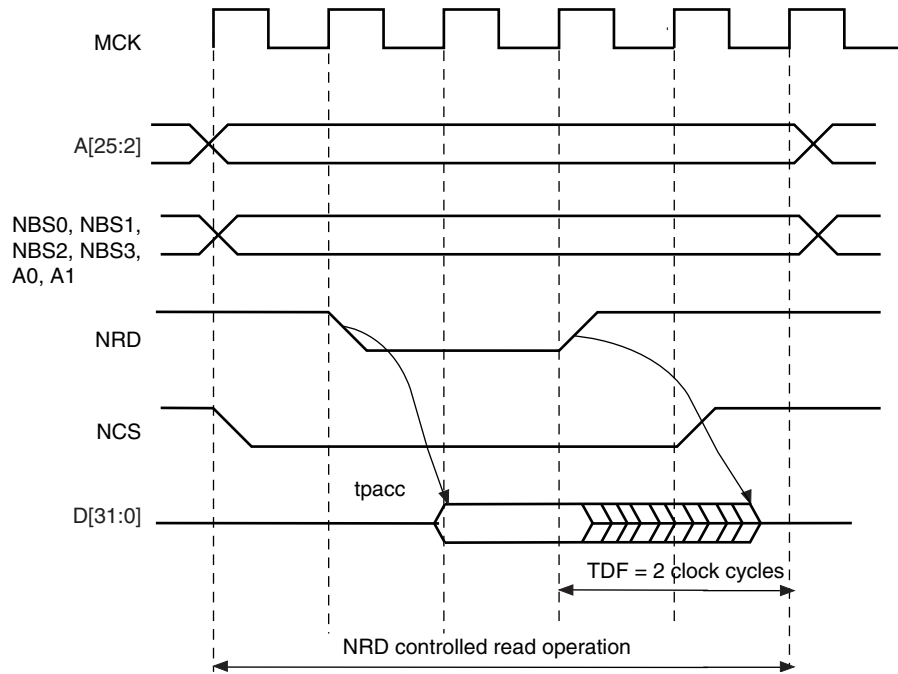 MCK
A[25:2]
NBS0, NBS1,
NBS2, NBS3,
A0, A1
NRD
NCS
tpacc
D[31:0]
TDF = 2 clock cycles
NRD controlled read operation